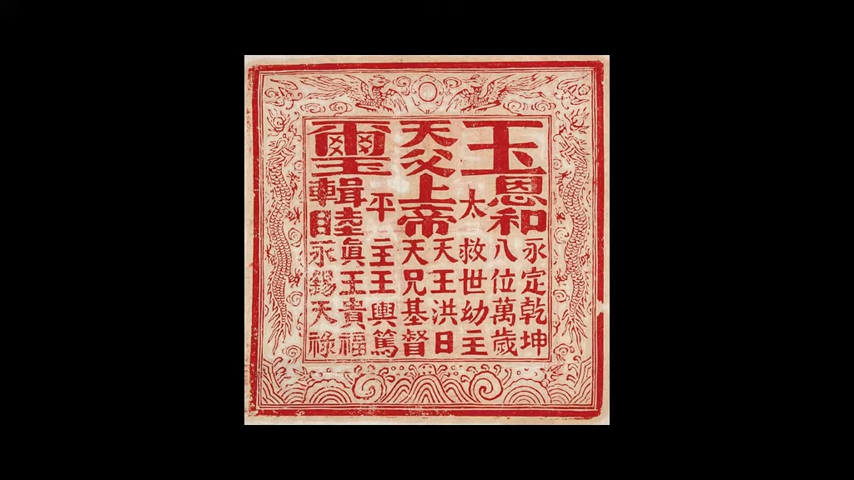 玉
恩和
永定乾坤
八位萬歲
太
救世幼主
天父上帝
天王洪日
天兄基督
平
主王輿篤
璽
輯睦
眞王貴福
永錫天祿